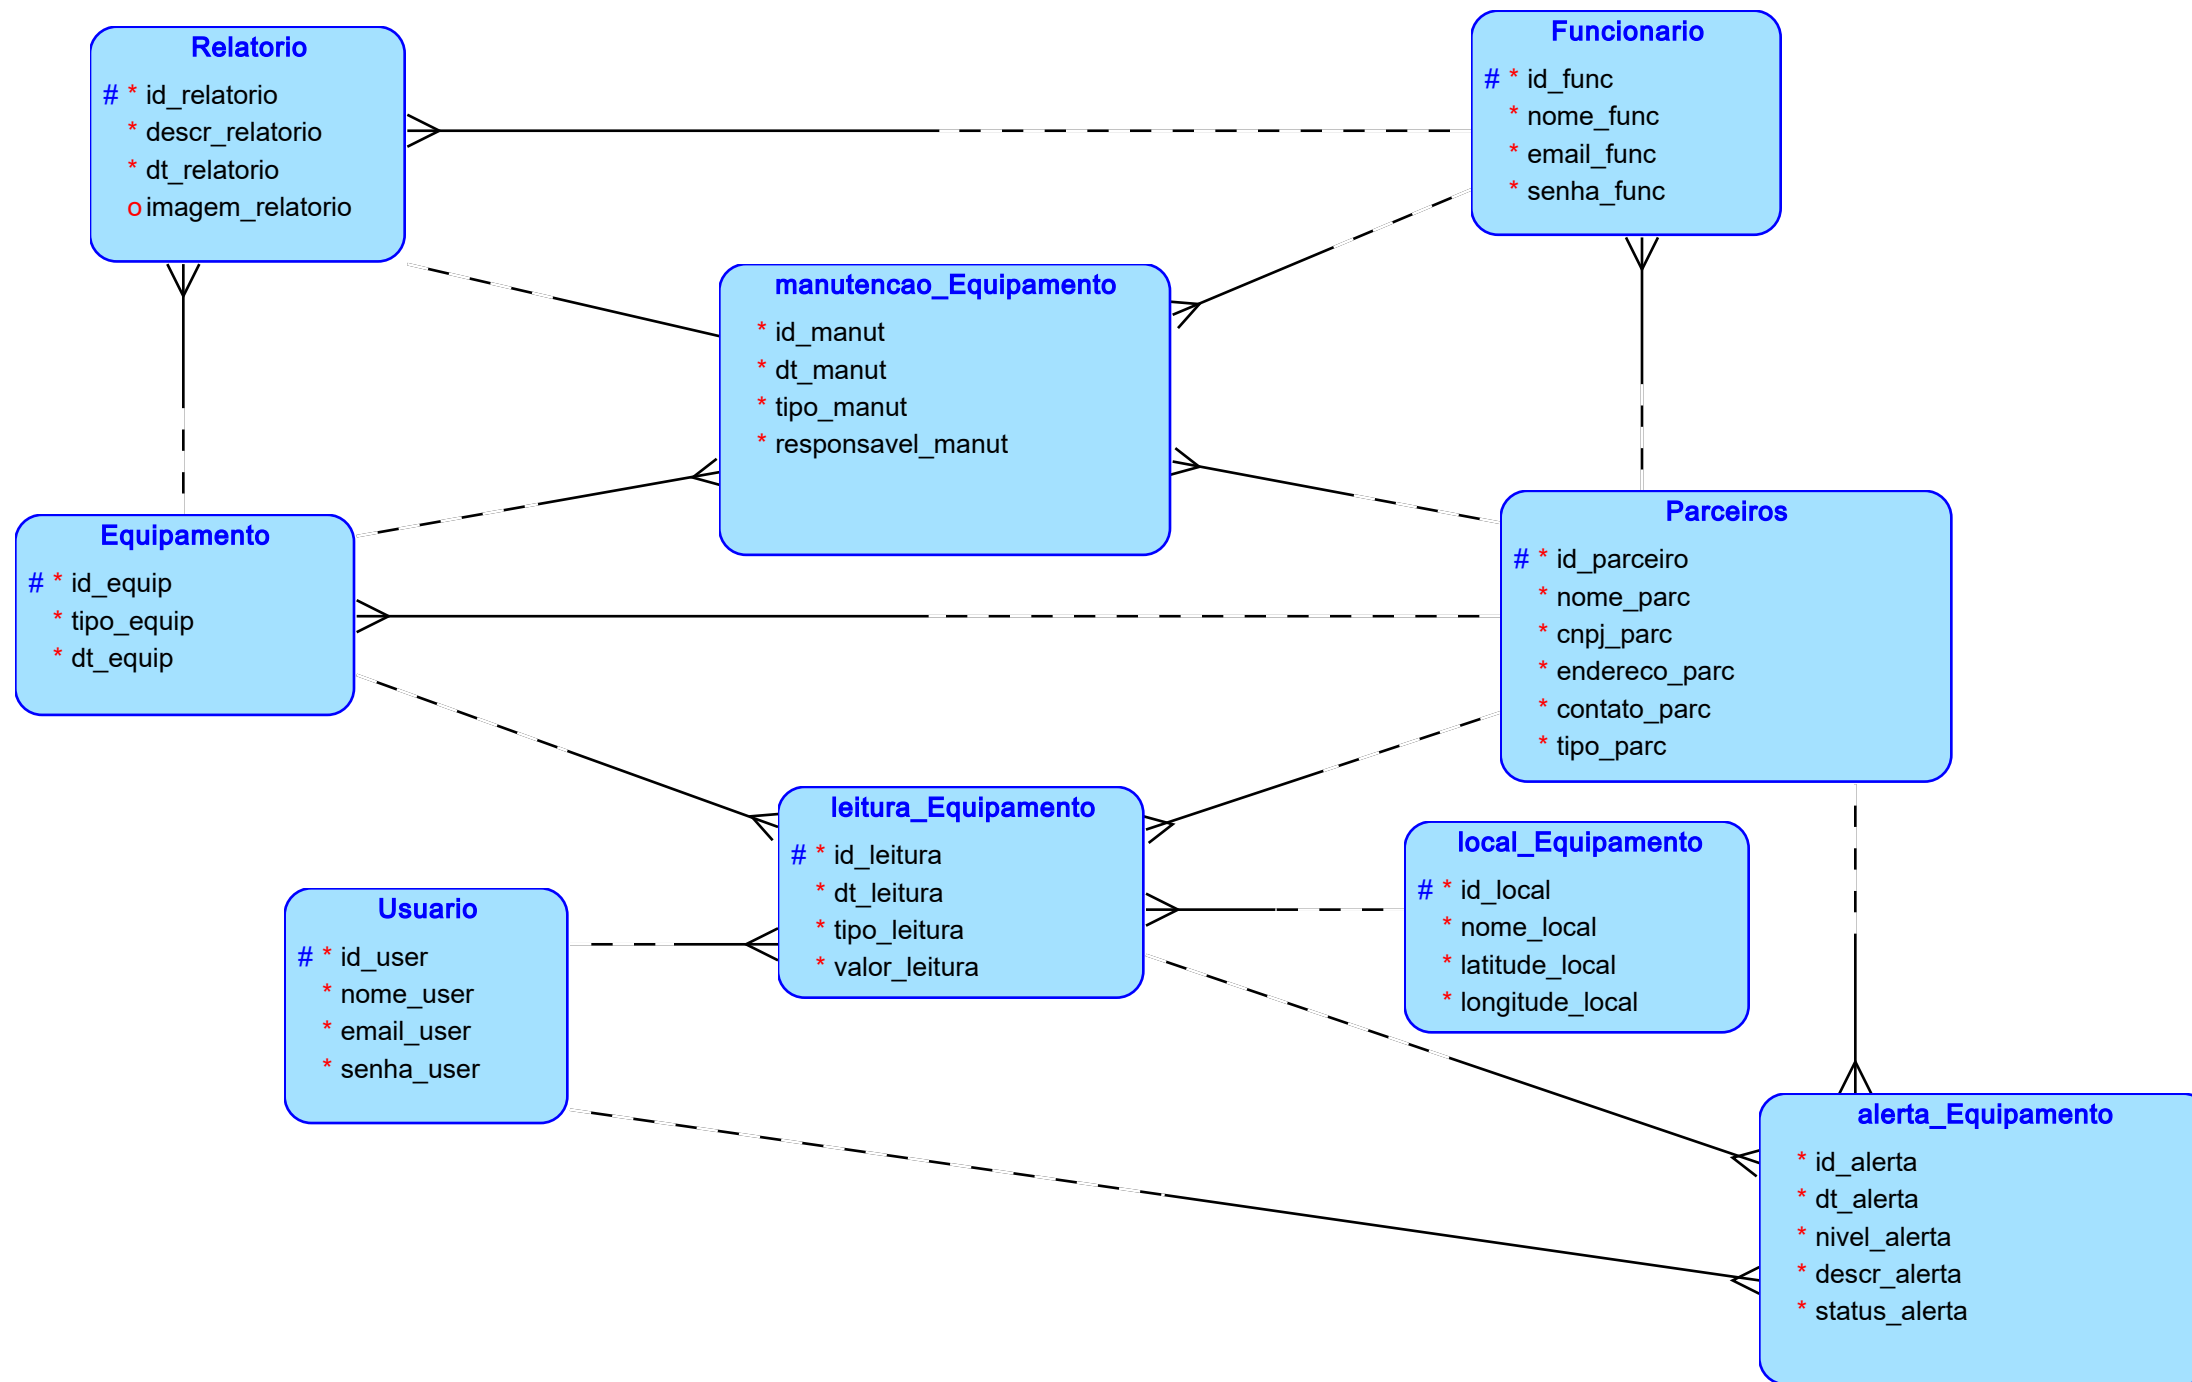 Relatorio
# * id_relatorio
* descr_relatorio
* dt_relatorio
o imagem_relatorio
Funcionario
# * id_func
* nome_func
* email_func
* senha_func
manutencao_Equipamento
* id_manut
* dt_manut
* tipo_manut
* responsavel_manut
Equipamento
# * id_equip
* tipo_equip
* dt_equip
Parceiros
# * id_parceiro
* nome_parc
* cnpj_parc
* endereco_parc
* contato_parc
* tipo_parc
leitura_Equipamento
# * id_leitura
* dt_leitura
* tipo_leitura
* valor_leitura
local_Equipamento
# * id_local
* nome_local
* latitude_local
* longitude_local
Usuario
# * id_user
* nome_user
* email_user
* senha_user
alerta_Equipamento
* id_alerta
* dt_alerta
* nivel_alerta
* descr_alerta
* status_alerta